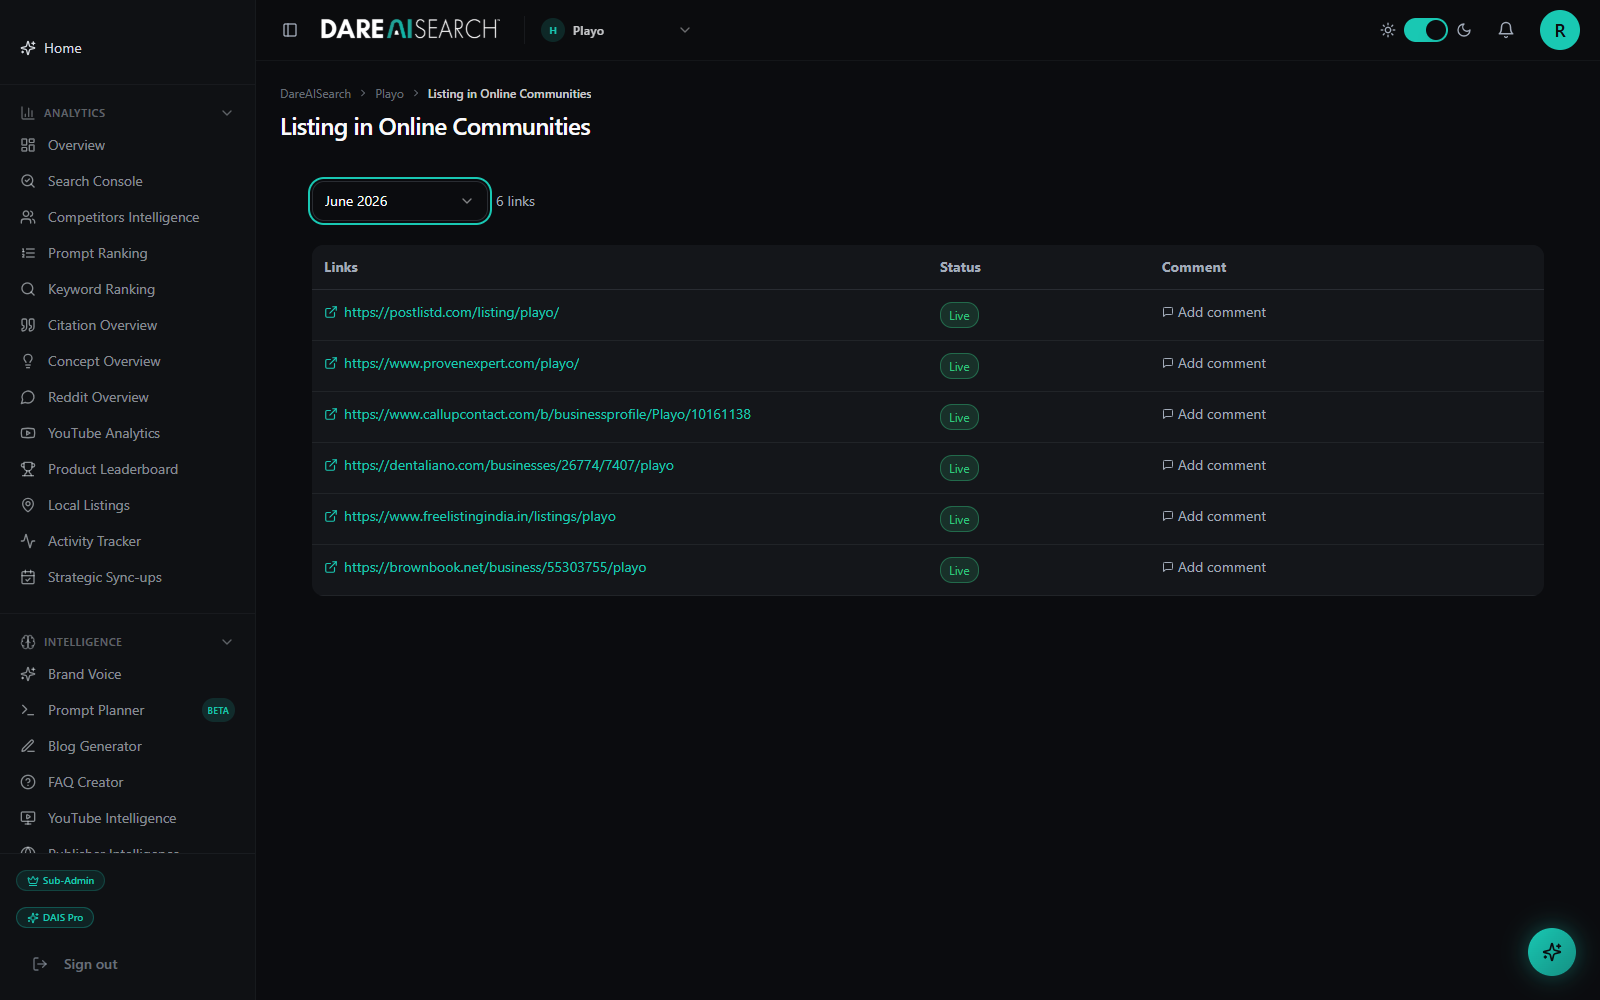 Home
ANALYTICS
Overview
Search Console
Competitors Intelligence
Prompt Ranking
Keyword Ranking
Citation Overview
Concept Overview
Reddit Overview
YouTube Analytics
Product Leaderboard
Local Listings
Activity Tracker
Strategic Sync-ups
INTELLIGENCE
Brand Voice
Prompt Planner BETA
Blog Generator
FAQ Creator
YouTube Intelligence
Publisher Intelligence
Sub-Admin
DAIS Pro
Sign out
DARE AI SEARCH
H Playo
R
DareAISearch > Playo > Listing in Online Communities
Listing in Online Communities
June 2026 6 links
Links Status Comment
https://postlistd.com/listing/playo/ Live Add comment
https://www.provenexpert.com/playo/ Live Add comment
https://www.callupcontact.com/b/businessprofile/Playo/10161138 Live Add comment
https://dentaliano.com/businesses/26774/7407/playo Live Add comment
https://www.freelistingindia.in/listings/playo Live Add comment
https://brownbook.net/business/55303755/playo Live Add comment